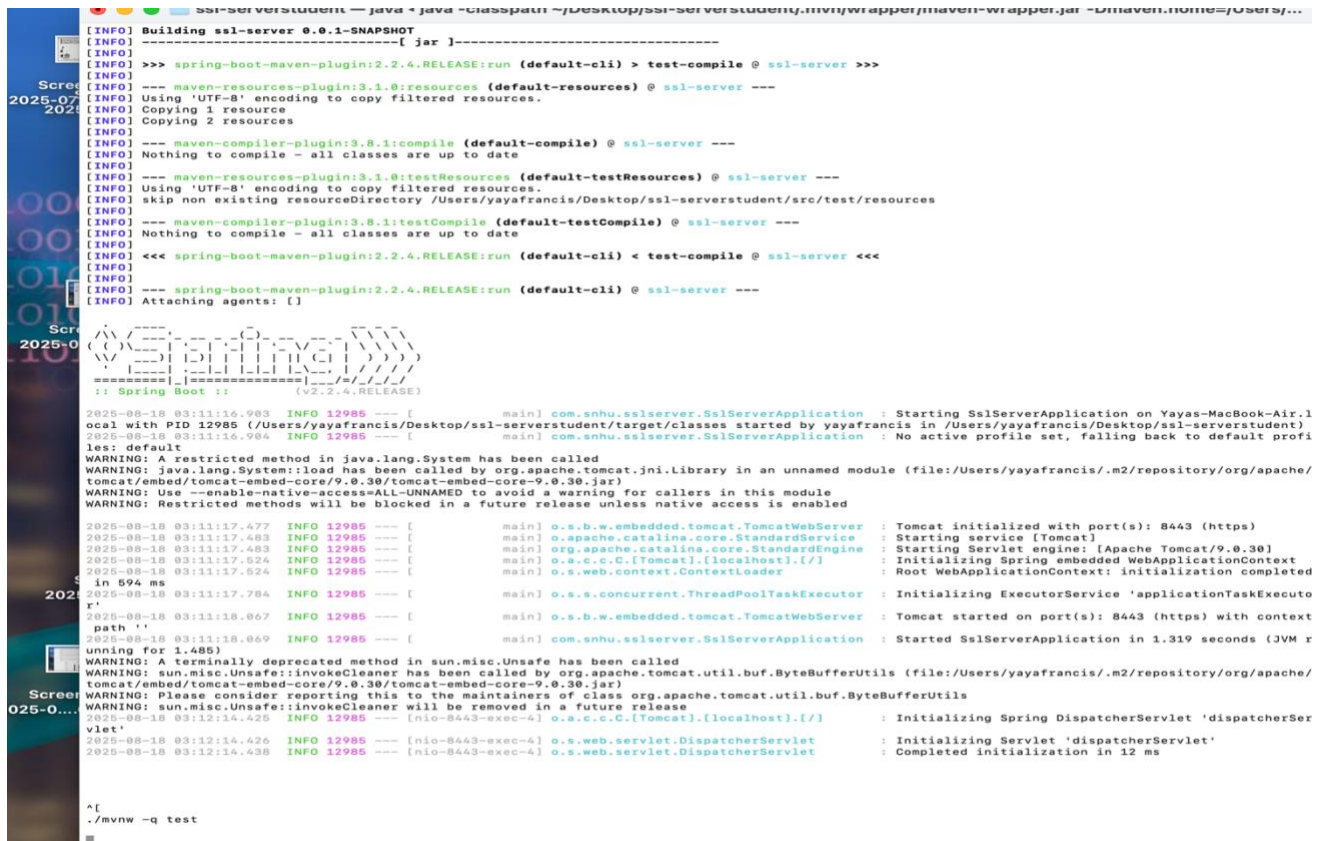 ssl-serverstudent — java ◂ java -classpath ~/Desktop/ssl-serverstudent/.mvn/wrapper/maven-wrapper.jar -Dmaven.home=/Users/...
[INFO] Building ssl-server 0.0.1-SNAPSHOT
[INFO] --------------------------------[ jar ]---------------------------------
[INFO]
[INFO] >>> spring-boot-maven-plugin:2.2.4.RELEASE:run (default-cli) > test-compile @ ssl-server >>>
[INFO]
[INFO] --- maven-resources-plugin:3.1.0:resources (default-resources) @ ssl-server ---
[INFO] Using 'UTF-8' encoding to copy filtered resources.
[INFO] Copying 1 resource
[INFO] Copying 2 resources
[INFO]
[INFO] --- maven-compiler-plugin:3.8.1:compile (default-compile) @ ssl-server ---
[INFO] Nothing to compile - all classes are up to date
[INFO]
[INFO] --- maven-resources-plugin:3.1.0:testResources (default-testResources) @ ssl-server ---
[INFO] Using 'UTF-8' encoding to copy filtered resources.
[INFO] skip non existing resourceDirectory /Users/yayafrancis/Desktop/ssl-serverstudent/src/test/resources
[INFO]
[INFO] --- maven-compiler-plugin:3.8.1:testCompile (default-testCompile) @ ssl-server ---
[INFO] Nothing to compile - all classes are up to date
[INFO]
[INFO] <<< spring-boot-maven-plugin:2.2.4.RELEASE:run (default-cli) < test-compile @ ssl-server <<<
[INFO]
[INFO]
[INFO] --- spring-boot-maven-plugin:2.2.4.RELEASE:run (default-cli) @ ssl-server ---
[INFO] Attaching agents: []
Spring
:: Spring Boot :: (v2.2.4.RELEASE)
2025-08-18 03:11:16.903 INFO 12985 --- [ main] com.snhu.sslserver.SslServerApplication : Starting SslServerApplication on Yayas-MacBook-Air.l
ocal with PID 12985 (/Users/yayafrancis/Desktop/ssl-serverstudent/target/classes started by yayafrancis in /Users/yayafrancis/Desktop/ssl-serverstudent)
2025-08-18 03:11:16.904 INFO 12985 --- [ main] com.snhu.sslserver.SslServerApplication : No active profile set, falling back to default profi
les: default
WARNING: A restricted method in java.lang.System has been called
WARNING: java.lang.System::load has been called by org.apache.tomcat.jni.Library in an unnamed module (file:/Users/yayafrancis/.m2/repository/org/apache/
tomcat/embed/tomcat-embed-core/9.0.30/tomcat-embed-core-9.0.30.jar)
WARNING: Use --enable-native-access=ALL-UNNAMED to avoid a warning for callers in this module
WARNING: Restricted methods will be blocked in a future release unless native access is enabled
2025-08-18 03:11:17.477 INFO 12985 --- [ main] o.s.b.w.embedded.tomcat.TomcatWebServer : Tomcat initialized with port(s): 8443 (https)
2025-08-18 03:11:17.483 INFO 12985 --- [ main] o.apache.catalina.core.StandardService : Starting service [Tomcat]
2025-08-18 03:11:17.483 INFO 12985 --- [ main] org.apache.catalina.core.StandardEngine : Starting Servlet engine: [Apache Tomcat/9.0.30]
2025-08-18 03:11:17.524 INFO 12985 --- [ main] o.a.c.c.C.[Tomcat].[localhost].[/] : Initializing Spring embedded WebApplicationContext
2025-08-18 03:11:17.524 INFO 12985 --- [ main] o.s.web.context.ContextLoader : Root WebApplicationContext: initialization completed
in 594 ms
2025-08-18 03:11:17.784 INFO 12985 --- [ main] o.s.s.concurrent.ThreadPoolTaskExecutor : Initializing ExecutorService 'applicationTaskExecuto
r'
2025-08-18 03:11:18.067 INFO 12985 --- [ main] o.s.b.w.embedded.tomcat.TomcatWebServer : Tomcat started on port(s): 8443 (https) with context
path ''
2025-08-18 03:11:18.069 INFO 12985 --- [ main] com.snhu.sslserver.SslServerApplication : Started SslServerApplication in 1.319 seconds (JVM r
unning for 1.485)
WARNING: A terminally deprecated method in sun.misc.Unsafe has been called
WARNING: sun.misc.Unsafe::invokeCleaner has been called by org.apache.tomcat.util.buf.ByteBufferUtils (file:/Users/yayafrancis/.m2/repository/org/apache/
tomcat/embed/tomcat-embed-core/9.0.30/tomcat-embed-core-9.0.30.jar)
WARNING: Please consider reporting this to the maintainers of class org.apache.tomcat.util.buf.ByteBufferUtils
WARNING: sun.misc.Unsafe::invokeCleaner will be removed in a future release
2025-08-18 03:12:14.425 INFO 12985 --- [nio-8443-exec-4] o.a.c.c.C.[Tomcat].[localhost].[/] : Initializing Spring DispatcherServlet 'dispatcherSer
vlet'
2025-08-18 03:12:14.426 INFO 12985 --- [nio-8443-exec-4] o.s.web.servlet.DispatcherServlet : Initializing Servlet 'dispatcherServlet'
2025-08-18 03:12:14.438 INFO 12985 --- [nio-8443-exec-4] o.s.web.servlet.DispatcherServlet : Completed initialization in 12 ms
^[
./mvnw -q test